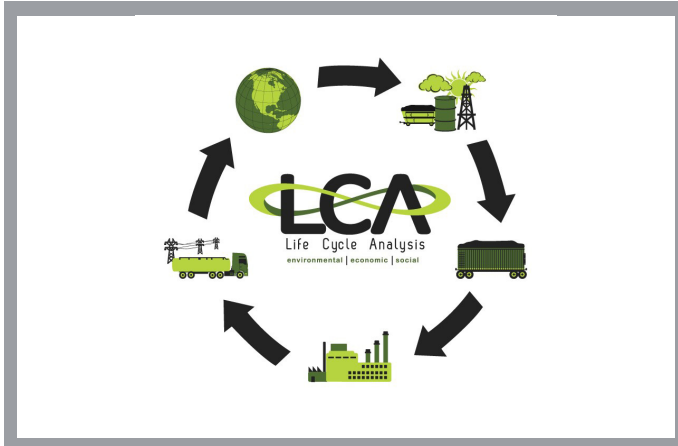 LCA
Life Cycle Analysis
environmental | economic | social